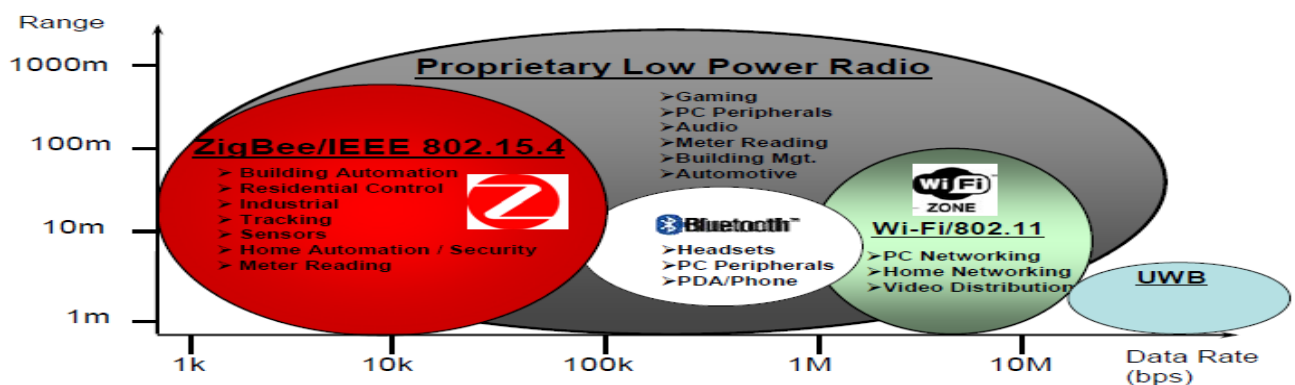 Range
1000m
100m
10m
1m
Proprietary Low Power Radio
➢Gaming
➢PC Peripherals
➢Audio
➢Meter Reading
➢Building Mgt.
➢Automotive
ZigBee/IEEE 802.15.4
➢ Building Automation
➢ Residential Control
➢ Industrial
➢ Tracking
➢ Sensors
➢ Home Automation / Security
➢ Meter Reading
Z
Bluetooth™
➢Headsets
➢PC Peripherals
➢PDA/Phone
Wi Fi
ZONE
Wi-Fi/802.11
➢PC Networking
➢Home Networking
➢Video Distribution
UWB
1k
10k
100k
1M
10M
Data Rate
(bps)